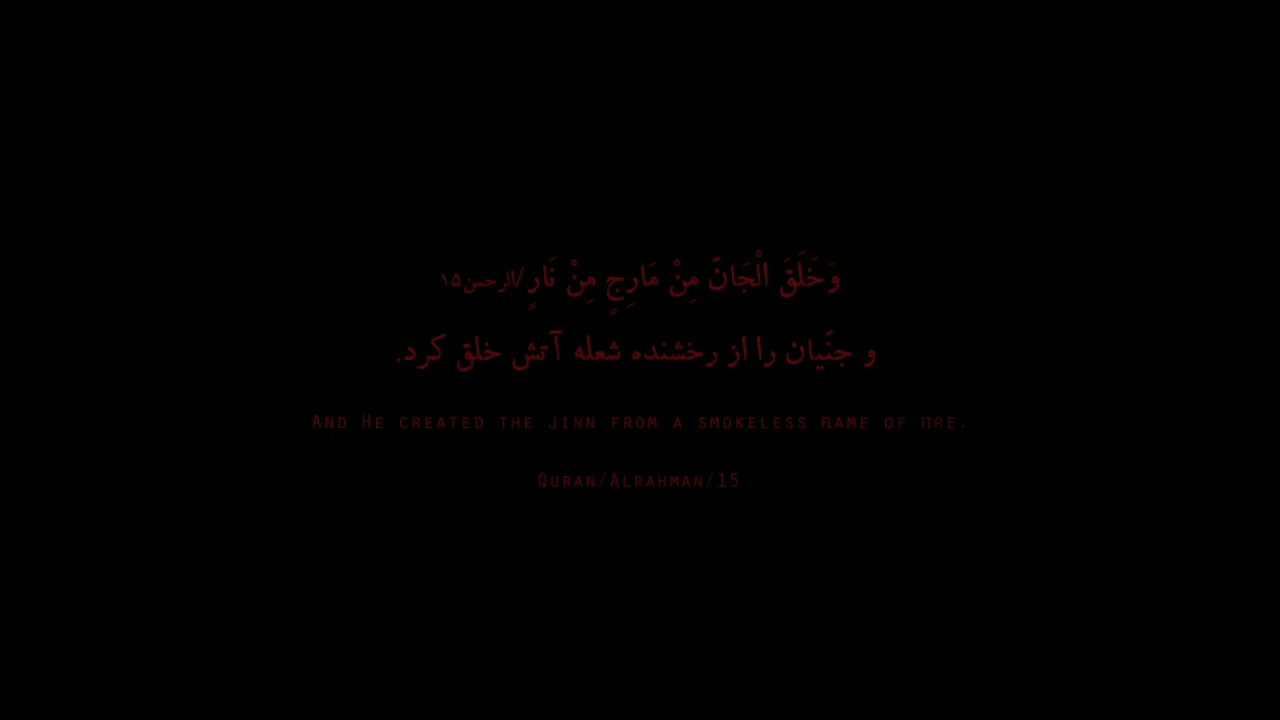 وَخَلَقَ الْجَانَّ مِنْ مَارِجٍ مِنْ نَارٍ/الرحمن۱۵
و جنّیان را از رخشنده شعله آتش خلق کرد.
And He created the jinn from a smokeless flame of fire.
Quran/Alrahman/15